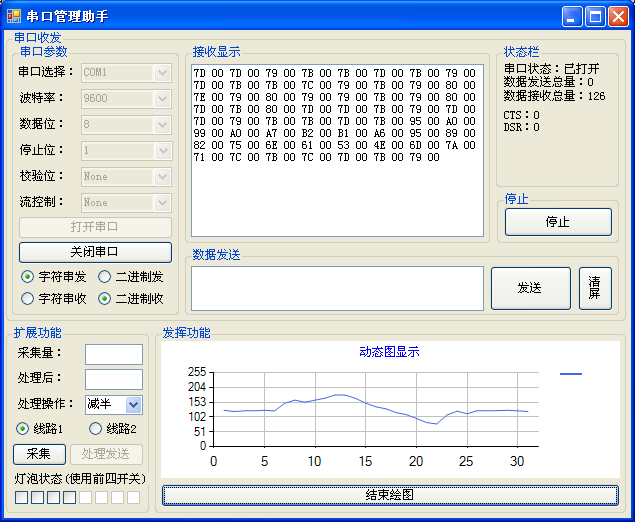 串口管理助手
串口收发
串口参数
串口选择： COM1
波特率： 9600
数据位： 8
停止位： 1
校验位： None
流控制： None
打开串口
关闭串口
字符串发 二进制发
字符串收 二进制收
接收显示
7D 00 7D 00 79 00 7B 00 7B 00 7D 00 7B 00 79 00
80 00 7B 00 7B 00 7C 00 79 00 7B 00 79 00 80 00
7E 00 79 00 80 00 79 00 7D 00 7B 00 79 00 80 00
7D 00 7B 00 80 00 7D 00 7B 00 79 00 7D 00 7D 00
7D 00 79 00 7B 00 7B 00 7D 00 7B 00 95 00 A0 00
99 00 A0 00 A7 00 B2 00 B1 00 A6 00 95 00 89 00
82 00 75 00 6E 00 61 00 53 00 4E 00 6D 00 7A 00
71 00 7C 00 7B 00 7C 00 7D 00 7B 00 79 00
状态栏
串口状态：已打开
数据发送总量：0
数据接收总量：126
CTS：0
DSR：0
停止
停止
数据发送
发送
清屏
扩展功能
采集量：
处理后：
处理操作： 减半
线路1 线路2
采集 处理发送
灯泡状态(使用前四开关)
发挥功能
动态图显示
255
204
153
102
51
0
0 5 10 15 20 25 30
结束绘图